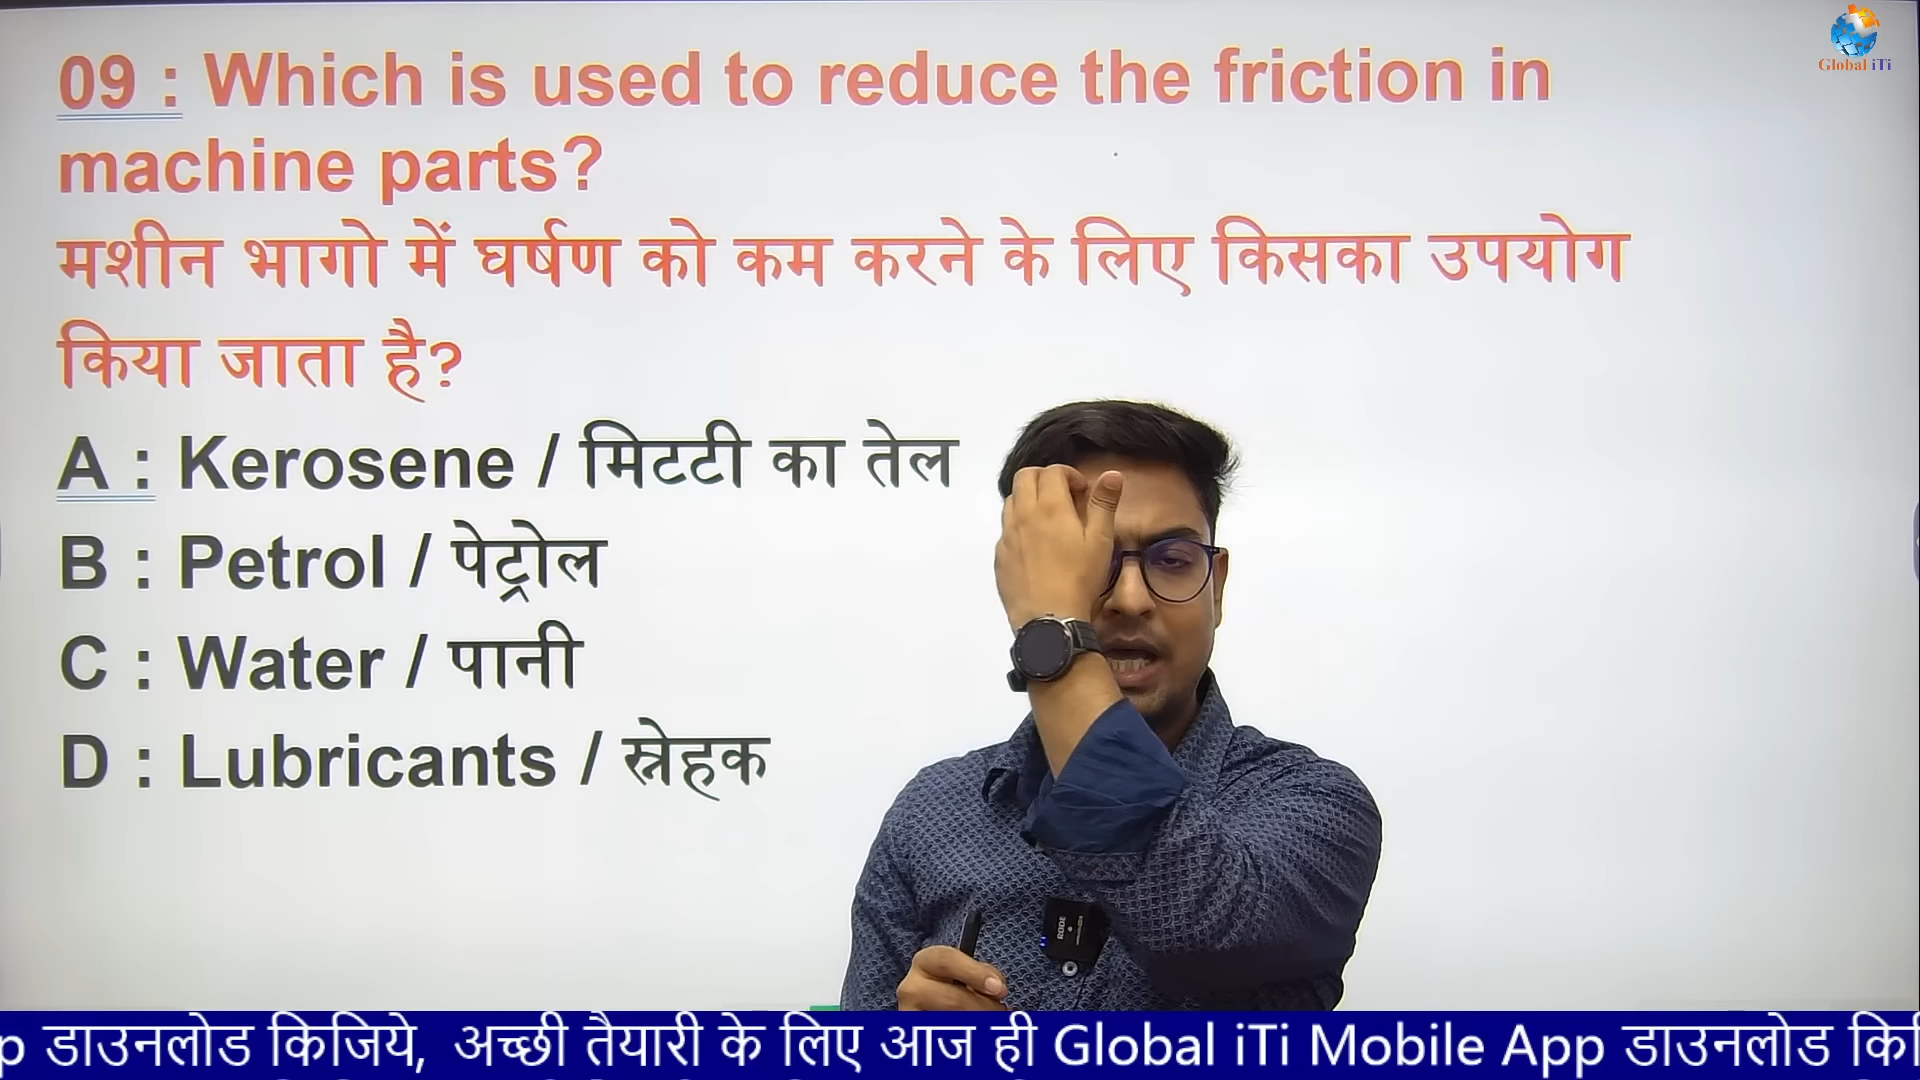 Global iTi
09 : Which is used to reduce the friction in
machine parts?
मशीन भागो में घर्षण को कम करने के लिए किसका उपयोग
किया जाता है?
A : Kerosene / मिटटी का तेल
B : Petrol / पेट्रोल
C : Water / पानी
D : Lubricants / स्नेहक
RODE
p डाउनलोड किजिये, अच्छी तैयारी के लिए आज ही Global iTi Mobile App डाउनलोड कि